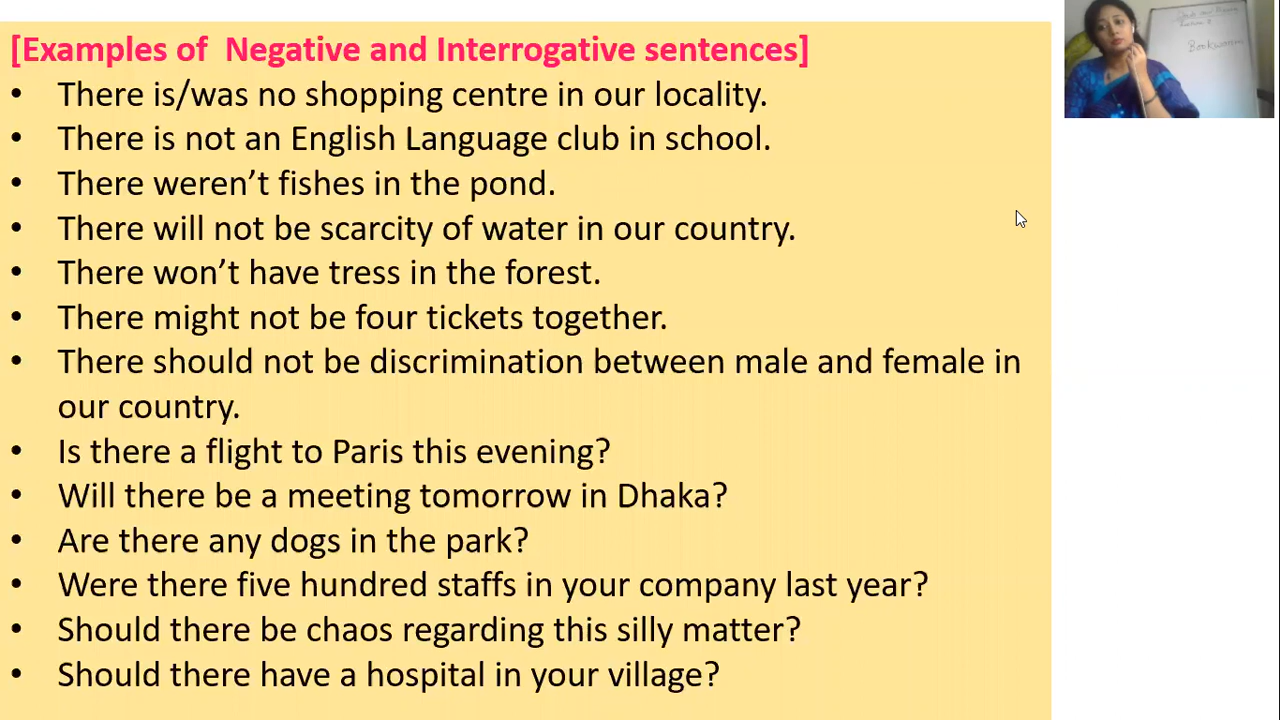 [Examples of  Negative and Interrogative sentences]
• There is/was no shopping centre in our locality.
• There is not an English Language club in school.
• There weren’t fishes in the pond.
• There will not be scarcity of water in our country.
• There won’t have tress in the forest.
• There might not be four tickets together.
• There should not be discrimination between male and female in
our country.
• Is there a flight to Paris this evening?
• Will there be a meeting tomorrow in Dhaka?
• Are there any dogs in the park?
• Were there five hundred staffs in your company last year?
• Should there be chaos regarding this silly matter?
• Should there have a hospital in your village?
Bookworm